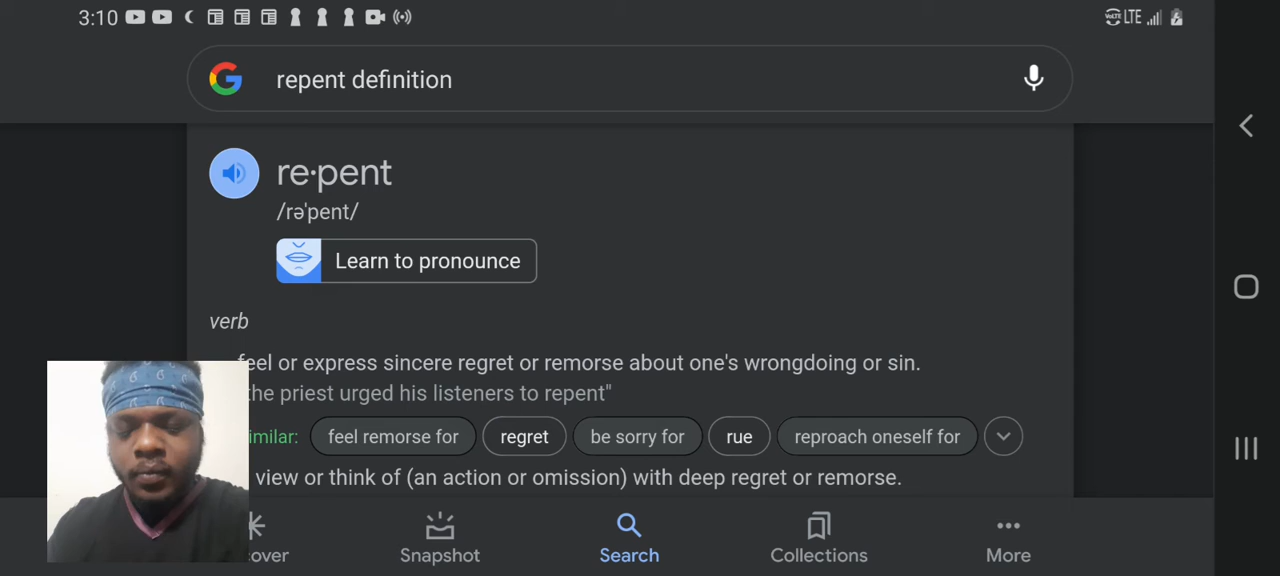 3:10 VoLTE LTE
repent definition
re·pent
/rəˈpent/
Learn to pronounce
verb
feel or express sincere regret or remorse about one's wrongdoing or sin.
the priest urged his listeners to repent"
imilar: feel remorse for regret be sorry for rue reproach oneself for
view or think of (an action or omission) with deep regret or remorse.
cover Snapshot Search Collections More